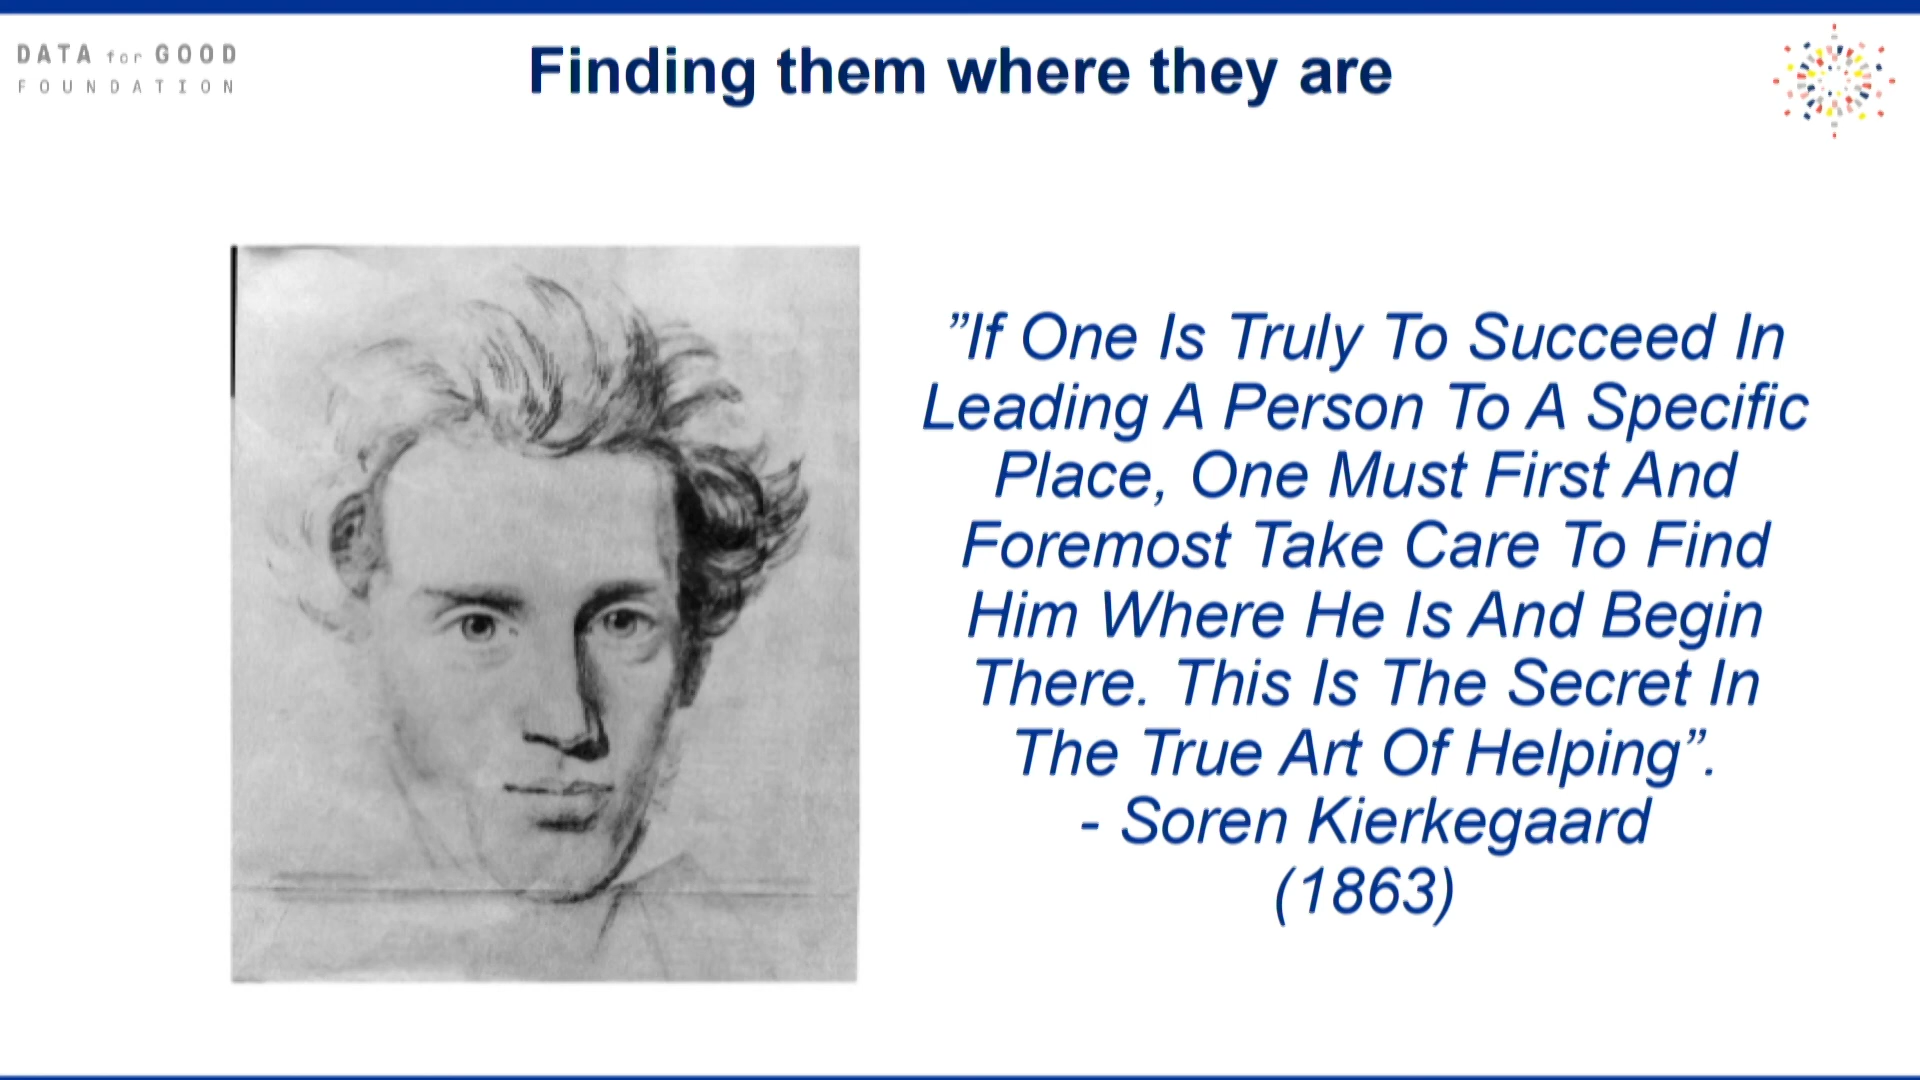 DATA for GOOD
FOUNDATION
Finding them where they are
”If One Is Truly To Succeed In
Leading A Person To A Specific
Place, One Must First And
Foremost Take Care To Find
Him Where He Is And Begin
There. This Is The Secret In
The True Art Of Helping”.
- Soren Kierkegaard
(1863)